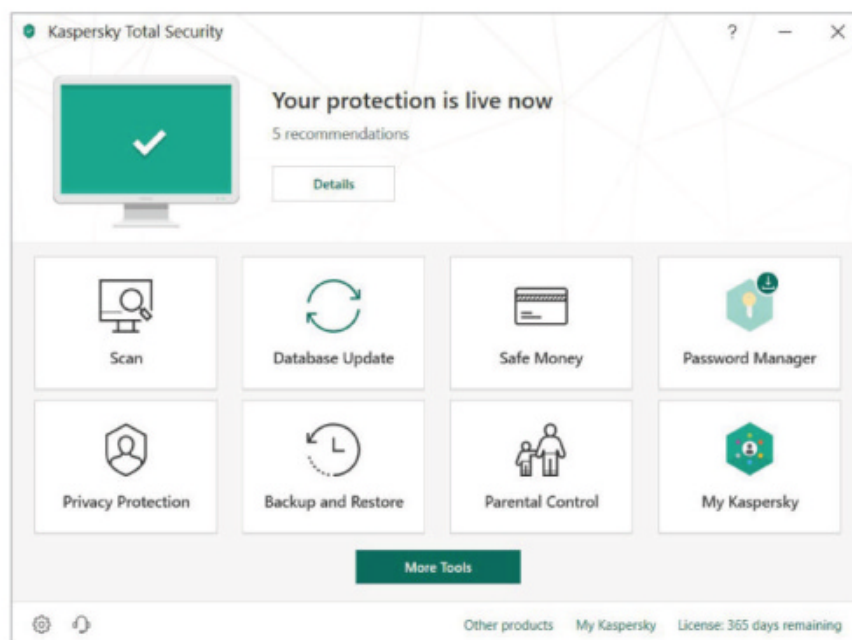 Kaspersky Total Security
?
Your protection is live now
5 recommendations
Details
Scan
Database Update
Safe Money
Password Manager
Privacy Protection
Backup and Restore
Parental Control
My Kaspersky
More Tools
Other products My Kaspersky License: 365 days remaining